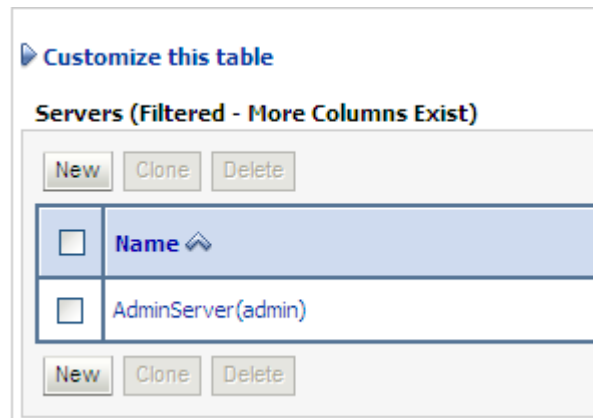 Customize this table
Servers (Filtered - More Columns Exist)
New Clone Delete
Name
AdminServer(admin)
New Clone Delete